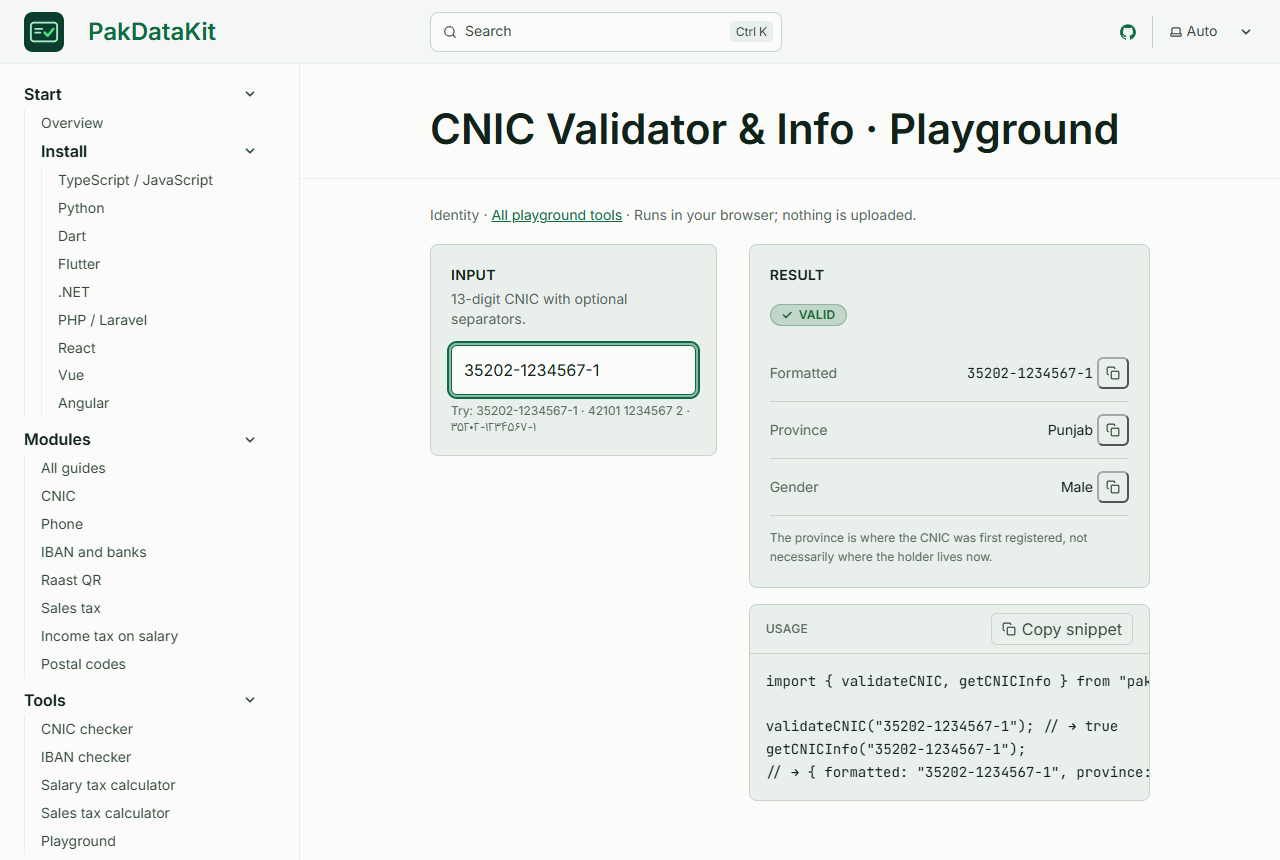 PakDataKit
Search
Ctrl K
Auto
Start
Overview
Install
TypeScript / JavaScript
Python
Dart
Flutter
.NET
PHP / Laravel
React
Vue
Angular
Modules
All guides
CNIC
Phone
IBAN and banks
Raast QR
Sales tax
Income tax on salary
Postal codes
Tools
CNIC checker
IBAN checker
Salary tax calculator
Sales tax calculator
Playground
CNIC Validator & Info · Playground
Identity · All playground tools · Runs in your browser; nothing is uploaded.
INPUT
13-digit CNIC with optional
separators.
35202-1234567-1
Try: 35202-1234567-1 · 42101 1234567 2 ·
۳۵۲۰۲-۱۲۳۴۵۶۷-۱
RESULT
VALID
Formatted
35202-1234567-1
Province
Punjab
Gender
Male
The province is where the CNIC was first registered, not
necessarily where the holder lives now.
USAGE
Copy snippet
import { validateCNIC, getCNICInfo } from "pak
validateCNIC("35202-1234567-1"); // → true
getCNICInfo("35202-1234567-1");
// → { formatted: "35202-1234567-1", province: